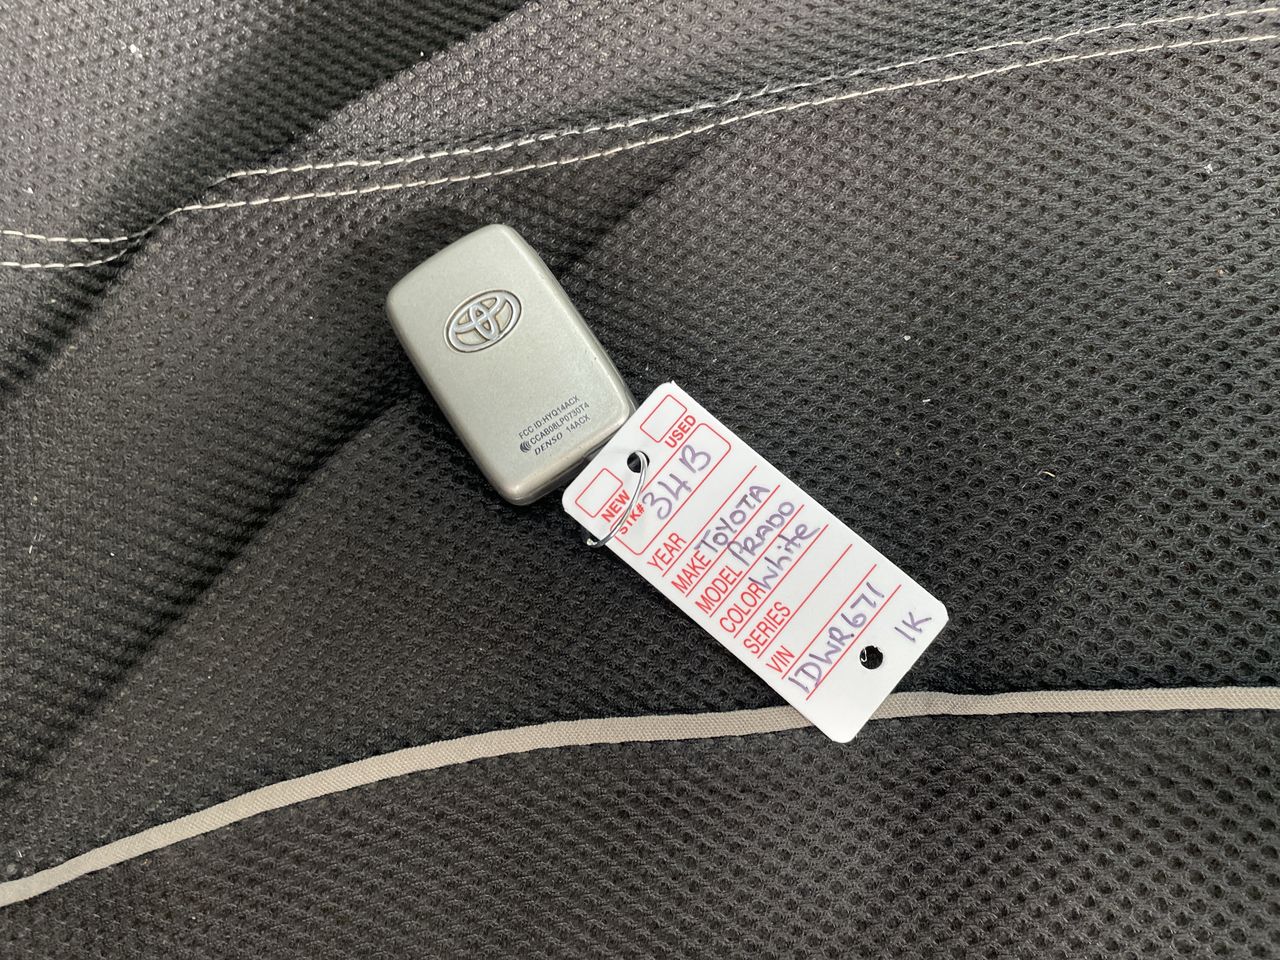 FCC ID:HYQ14ACX
CCAB08LP0730T4
DENSO 14ACX
NEW USED
STK# 34B
YEAR
MAKE TOYOTA
MODEL PRADO
COLOR White
SERIES
VIN
1DWR671
1K